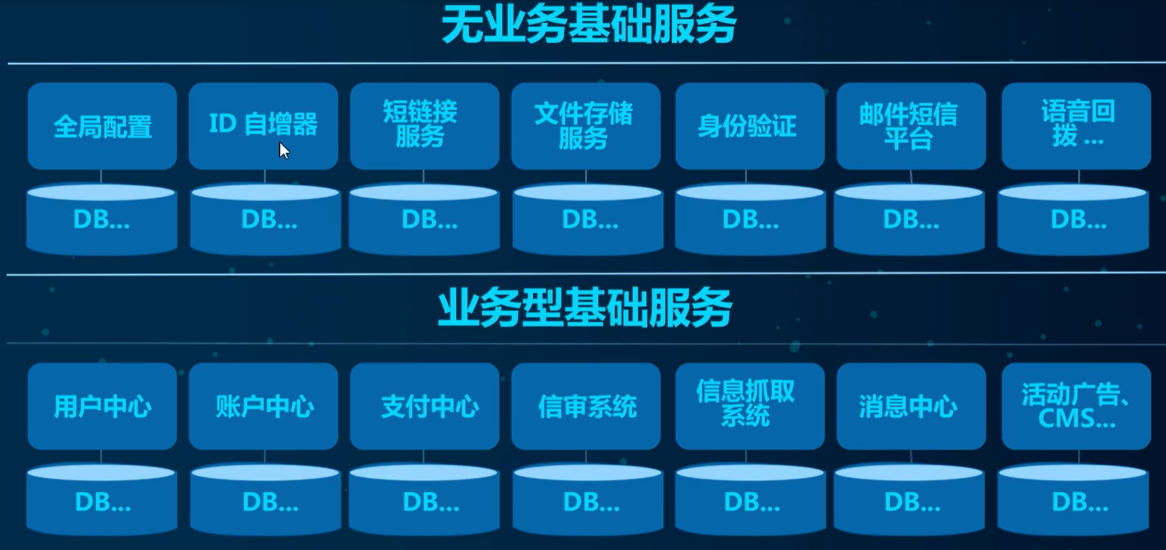 无业务基础服务
全局配置
ID 自增器
短链接
服务
文件存储
服务
身份验证
邮件短信
平台
语音回
拨 ...
DB...
DB...
DB...
DB...
DB...
DB...
DB...
业务型基础服务
用户中心
账户中心
支付中心
信审系统
信息抓取
系统
消息中心
活动广告、
CMS...
DB...
DB...
DB...
DB...
DB...
DB...
DB...